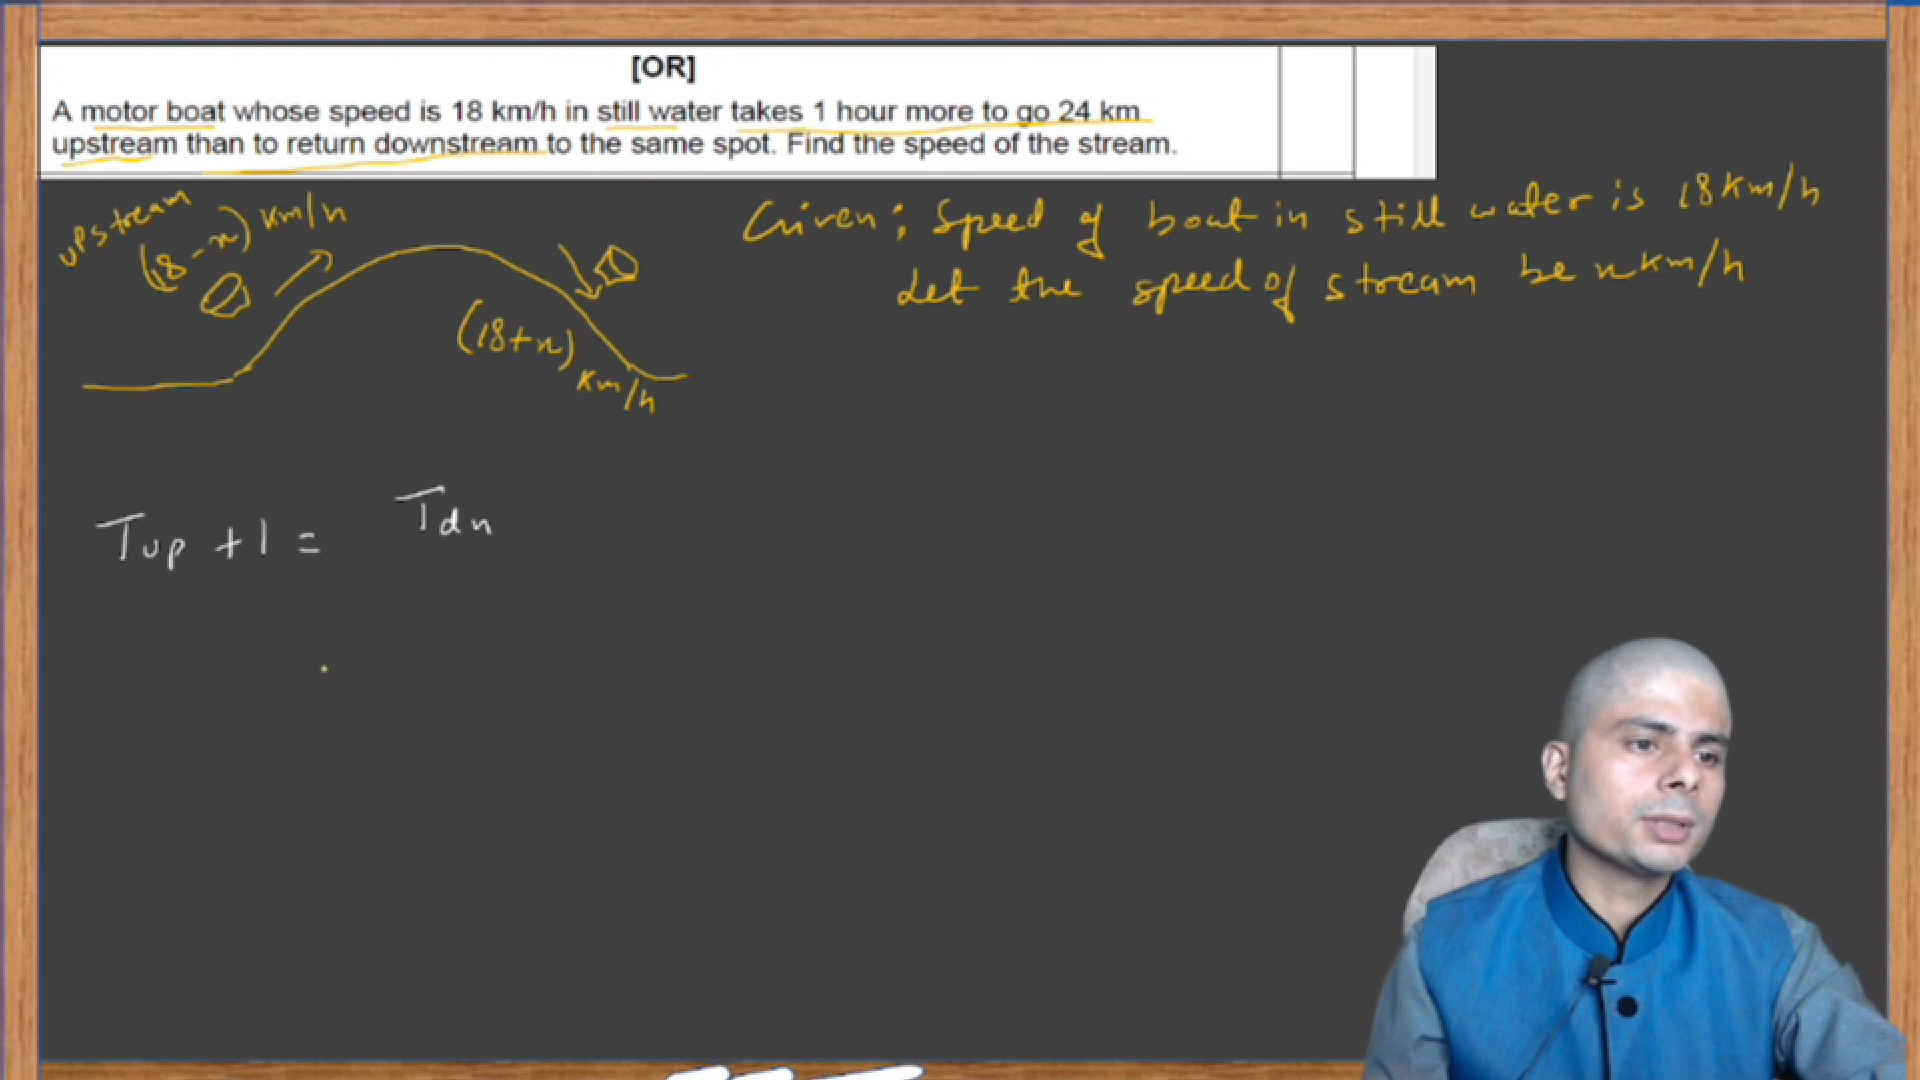 [OR]
A motor boat whose speed is 18 km/h in still water takes 1 hour more to go 24 km
upstream than to return downstream to the same spot. Find the speed of the stream.
upstream
(18-x) km/h
(18+x)
km/h
Given: Speed of boat in still water is 18km/h
Let the speed of stream be x km/h
Tup +1 = Tdn